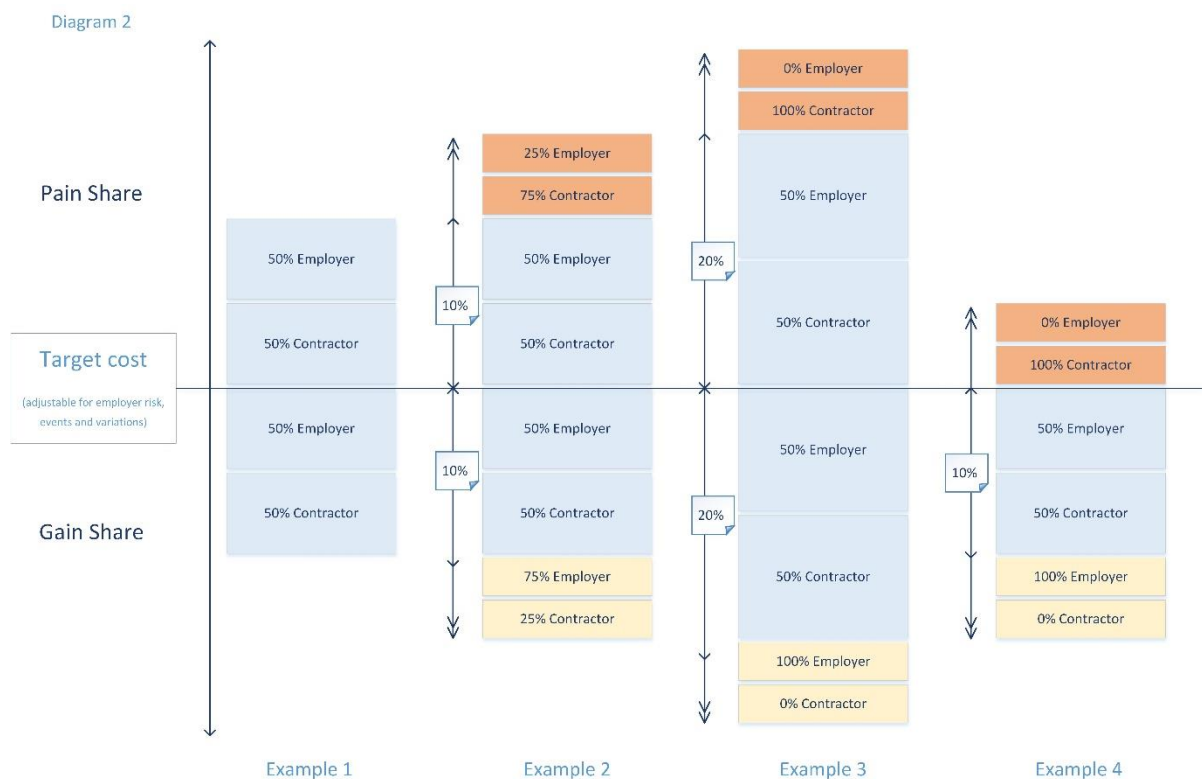 Diagram 2
Pain Share
Target cost
(adjustable for employer risk,
events and variations)
Gain Share
50% Employer
50% Contractor
50% Employer
50% Contractor
Example 1
10%
10%
25% Employer
75% Contractor
50% Employer
50% Contractor
50% Employer
50% Contractor
75% Employer
25% Contractor
Example 2
20%
20%
0% Employer
100% Contractor
50% Employer
50% Contractor
50% Employer
50% Contractor
100% Employer
0% Contractor
Example 3
10%
0% Employer
100% Contractor
50% Employer
50% Contractor
100% Employer
0% Contractor
Example 4